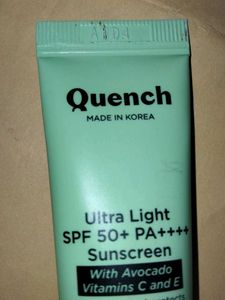 Quench
MADE IN KOREA
Ultra Light
SPF 50+ PA++++
Sunscreen
With Avocado
Vitamins C and E